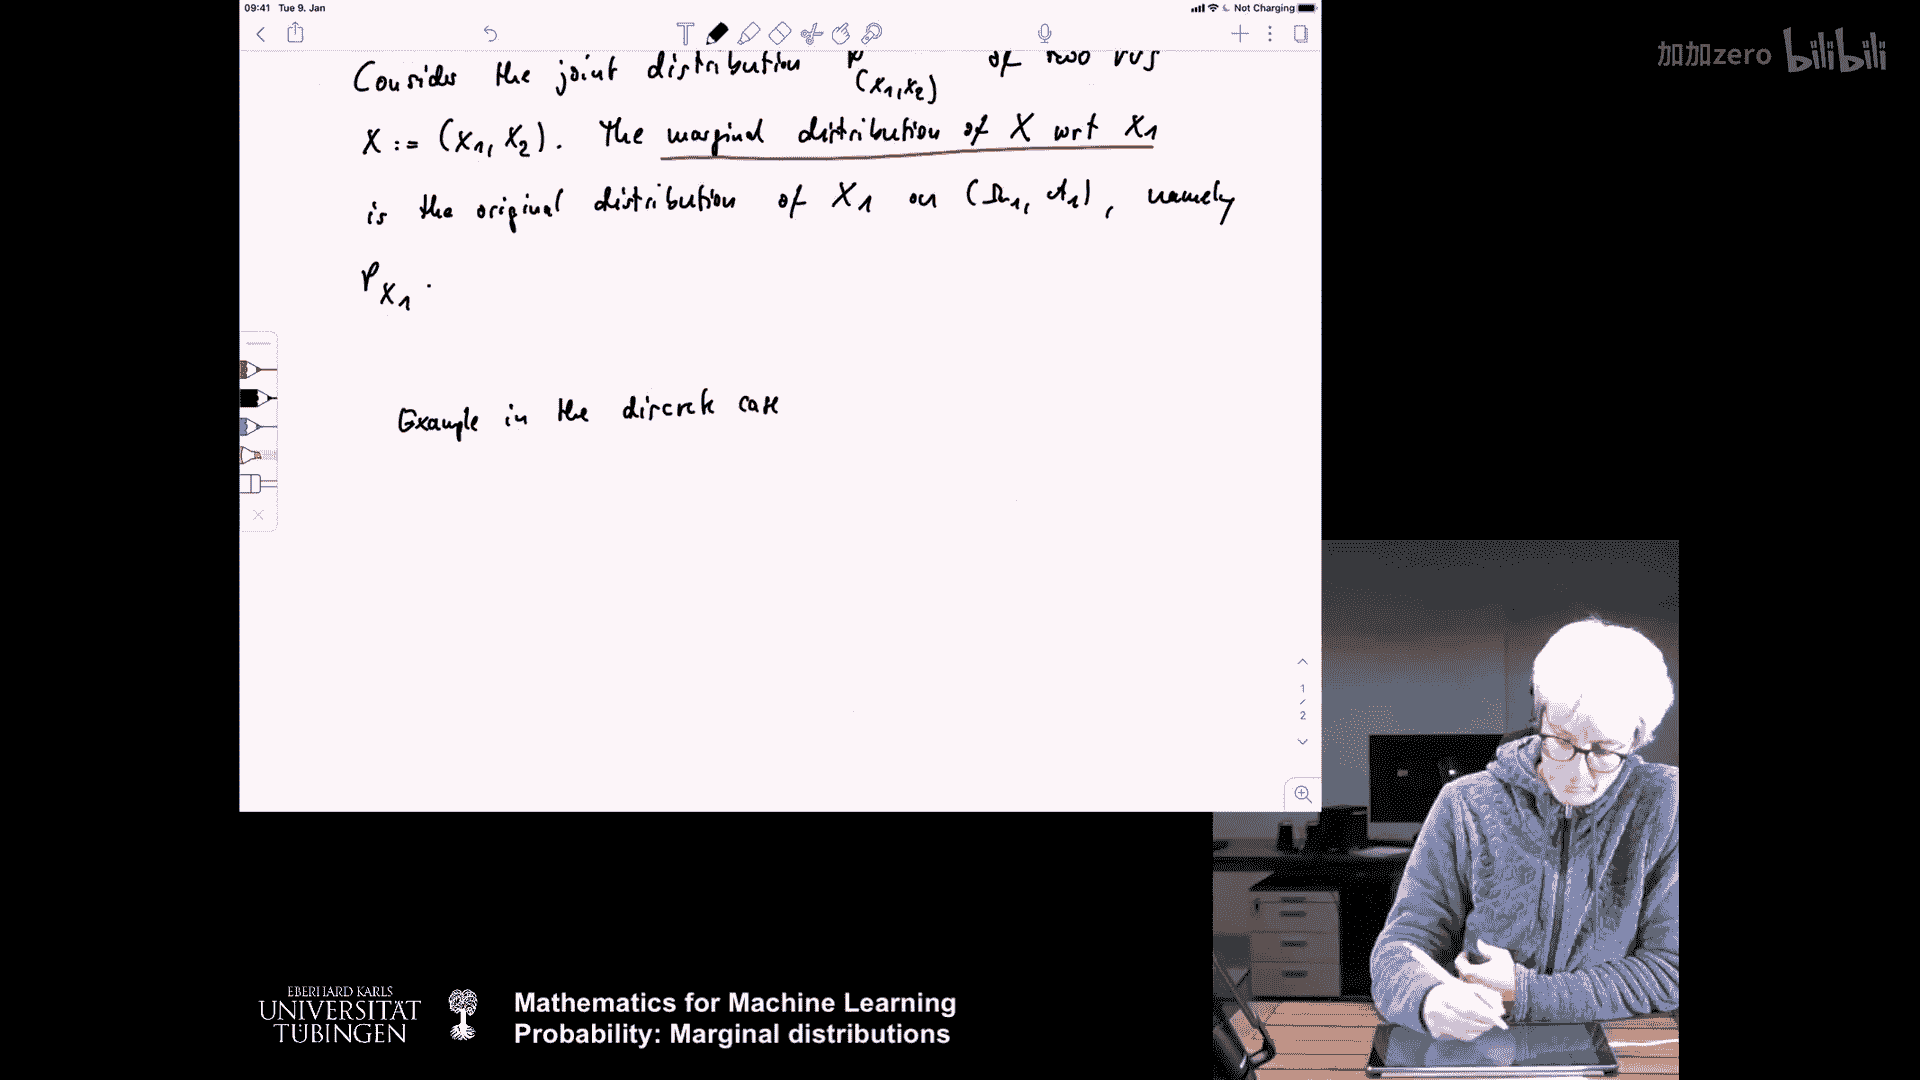 09:41 Tue 9. Jan
Not Charging
加加zero bilibili
Consider the joint distribution P(X1,X2) of two rvs
X := (X1, X2). The marginal distribution of X wrt X1
is the original distribution of X1 on (Ω1, A1), namely
PX1.
Example in the discrete case
1
/
2
EBERHARD KARLS
UNIVERSITÄT
TÜBINGEN
Mathematics for Machine Learning
Probability: Marginal distributions